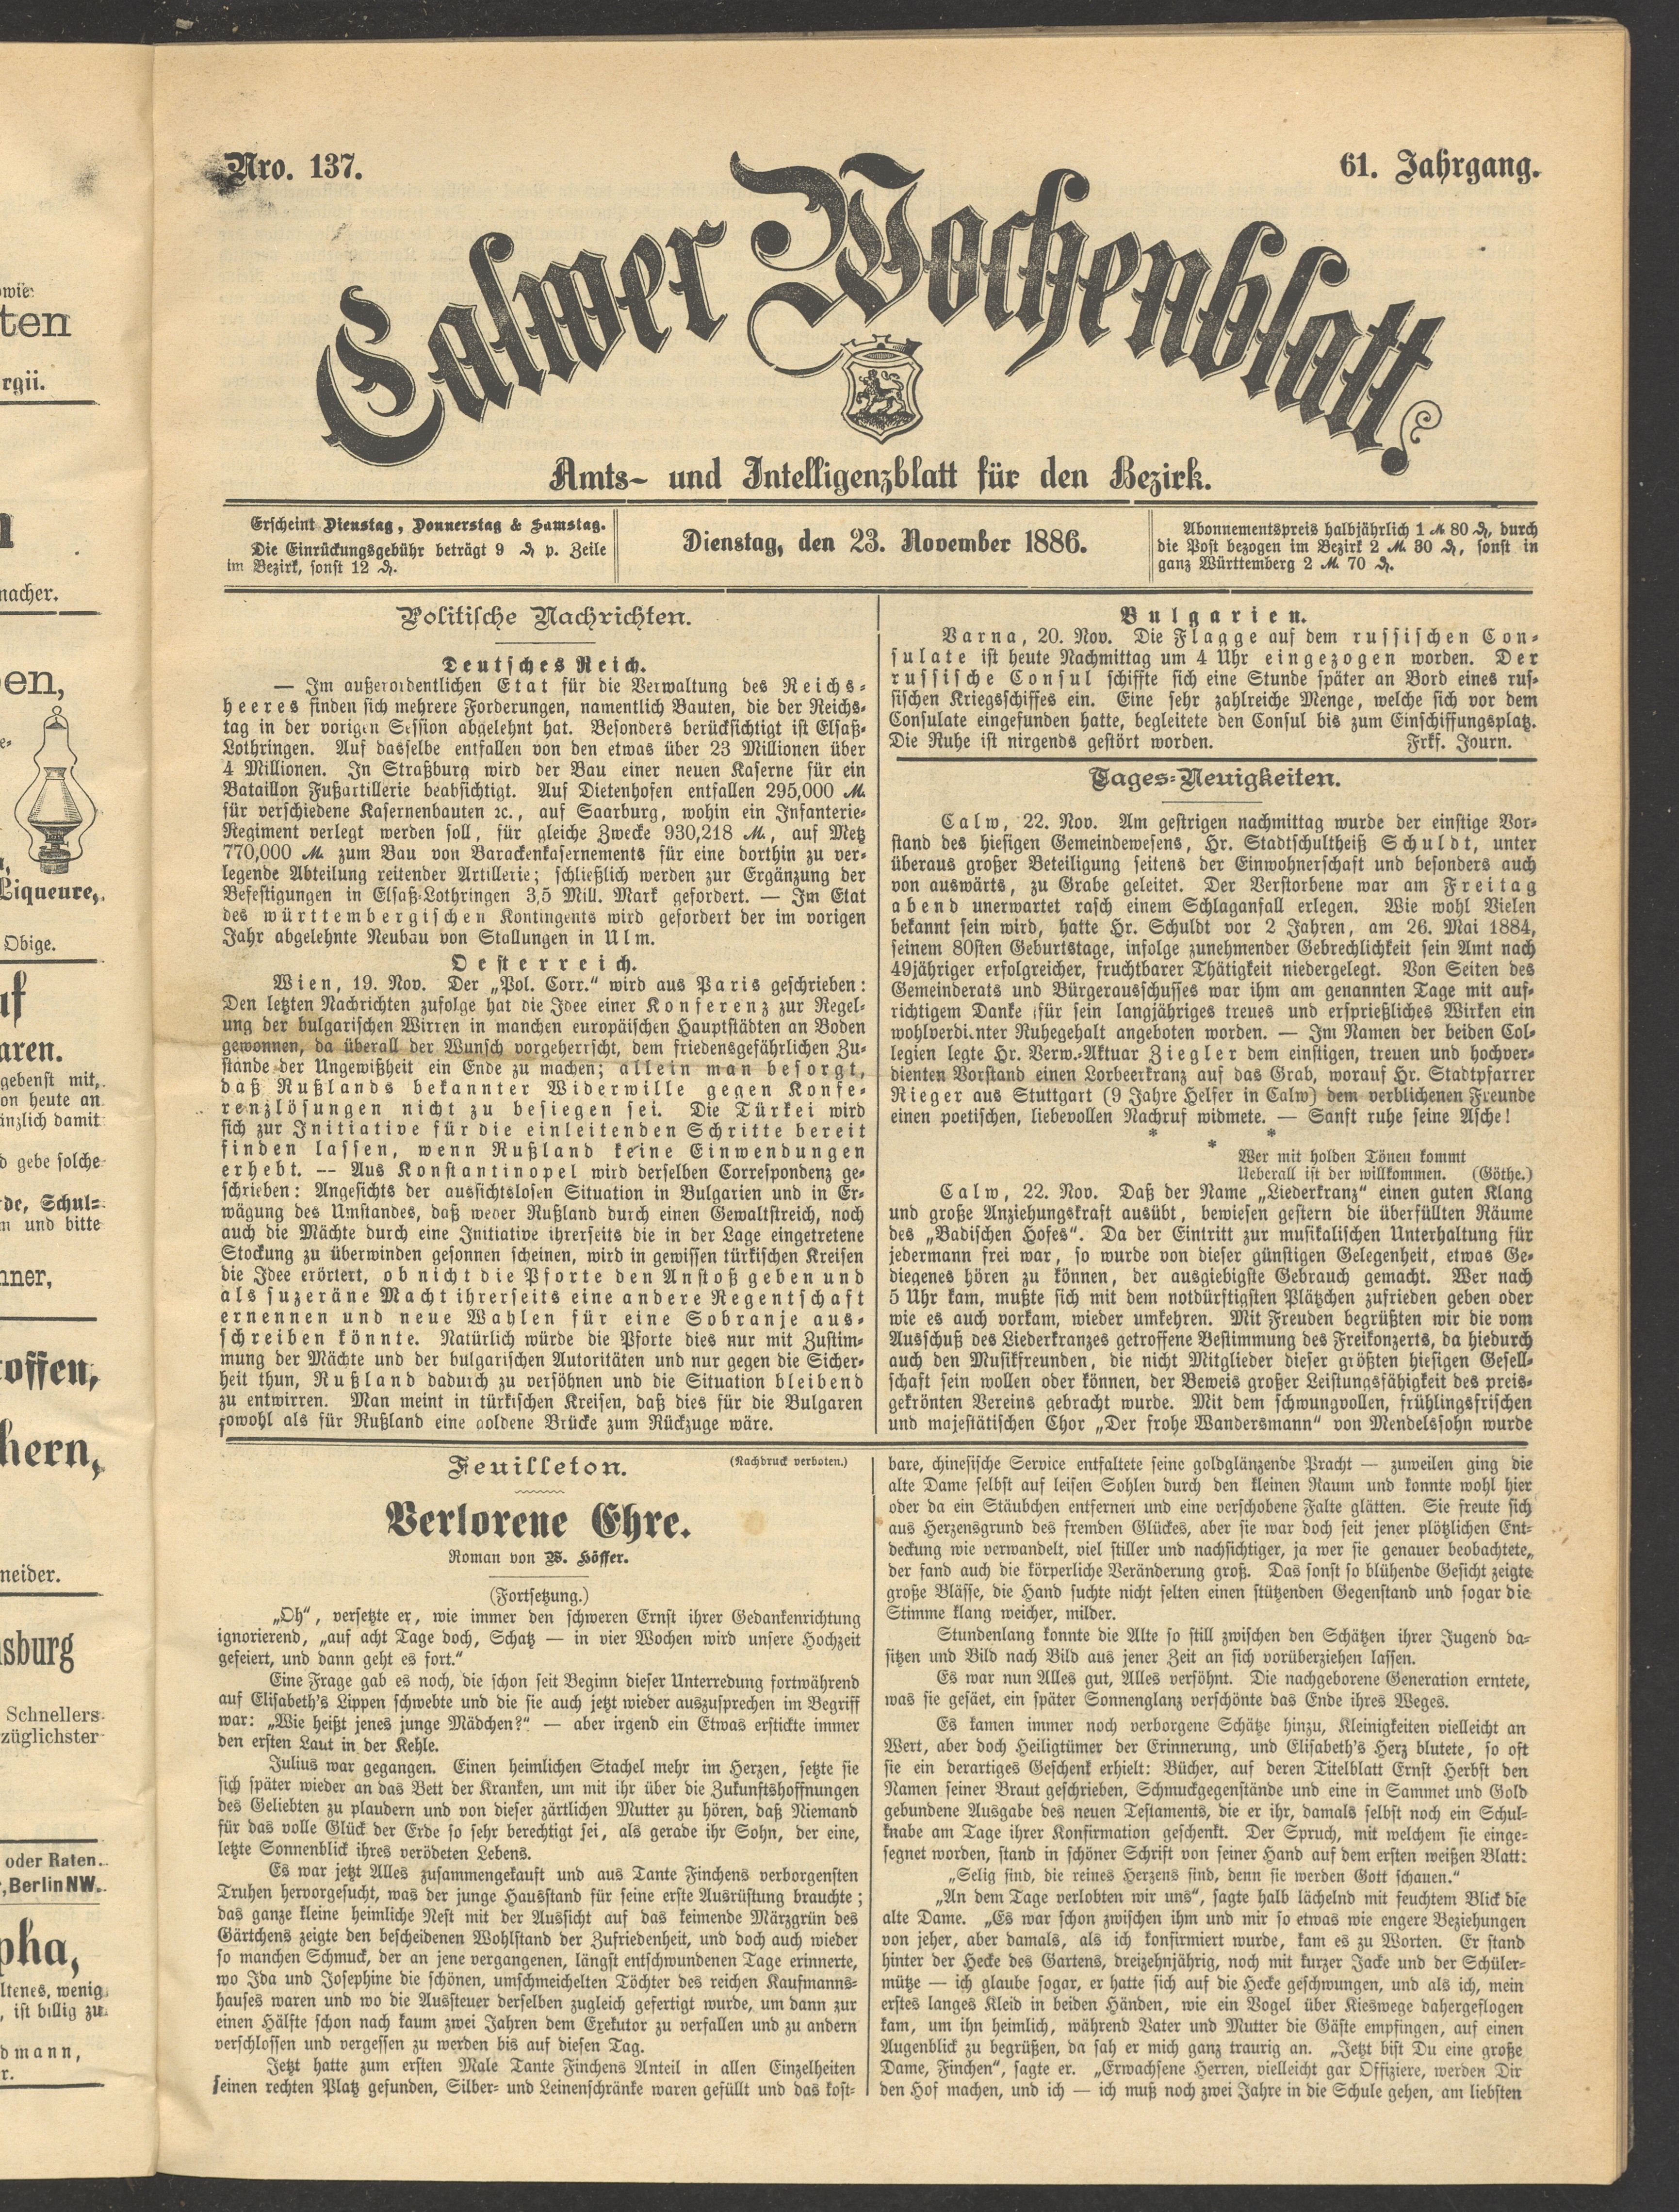 Nro. 137.
61. Jahrgang.
Calwer Wochenblatt
Amts- und Intelligenzblatt für den Bezirk.
Erscheint Dienstag, Donnerstag & Samstag.
Die Einrückungsgebühr beträgt 9 ₰ p. Zeile
im Bezirk, sonst 12 ₰.
Dienstag, den 23. November 1886.
Abonnementspreis halbjährlich 1 ℳ 80 ₰, durch
die Post bezogen im Bezirk 2 ℳ 30 ₰, sonst in
ganz Württemberg 2 ℳ 70 ₰.
Politische Nachrichten.
Deutsches Reich.
— Im außerordentlichen Etat für die Verwaltung des Reichs-
heeres finden sich mehrere Forderungen, namentlich Bauten, die der Reichs-
tag in der vorigen Session abgelehnt hat. Besonders berücksichtigt ist Elsaß-
Lothringen. Auf dasselbe entfallen von den etwas über 23 Millionen über
4 Millionen. In Straßburg wird der Bau einer neuen Kaserne für ein
Bataillon Fußartillerie beabsichtigt. Auf Dietenhofen entfallen 295,000 ℳ
für verschiedene Kasernenbauten ꝛc., auf Saarburg, wohin ein Infanterie-
Regiment verlegt werden soll, für gleiche Zwecke 930,218 ℳ, auf Metz
770,000 ℳ zum Bau von Barackenkasernements für eine dorthin zu ver-
legende Abteilung reitender Artillerie; schließlich werden zur Ergänzung der
Befestigungen in Elsaß-Lothringen 3,5 Mill. Mark gefordert. — Im Etat
des württembergischen Kontingents wird gefordert der im vorigen
Jahr abgelehnte Neubau von Stallungen in Ulm.
Oesterreich.
Wien, 19. Nov. Der „Pol. Corr.“ wird aus Paris geschrieben:
Den letzten Nachrichten zufolge hat die Idee einer Konferenz zur Regel-
ung der bulgarischen Wirren in manchen europäischen Hauptstädten an Boden
gewonnen, da überall der Wunsch vorgeherrscht, dem friedensgefährlichen Zu-
stande der Ungewißheit ein Ende zu machen; allein man besorgt,
daß Rußlands bekannter Widerwille gegen Konfe-
renzlösungen nicht zu besiegen sei. Die Türkei wird
sich zur Initiative für die einleitenden Schritte bereit
finden lassen, wenn Rußland keine Einwendungen
erhebt. -- Aus Konstantinopel wird derselben Correspondenz ge-
schrieben: Angesichts der aussichtslosen Situation in Bulgarien und in Er-
wägung des Umstandes, daß weder Rußland durch einen Gewaltstreich, noch
auch die Mächte durch eine Initiative ihrerseits die in der Lage eingetretene
Stockung zu überwinden gesonnen scheinen, wird in gewissen türkischen Kreisen
die Idee erörtert, ob nicht die Pforte den Anstoß geben und
als suzeräne Macht ihrerseits eine andere Regentschaft
ernennen und neue Wahlen für eine Sobranje aus-
schreiben könnte. Natürlich würde die Pforte dies nur mit Zustim-
mung der Mächte und der bulgarischen Autoritäten und nur gegen die Sicher-
heit thun, Rußland dadurch zu versöhnen und die Situation bleibend
zu entwirren. Man meint in türkischen Kreisen, daß dies für die Bulgaren
sowohl als für Rußland eine goldene Brücke zum Rückzuge wäre.
Bulgarien.
Varna, 20. Nov. Die Flagge auf dem russischen Con-
sulate ist heute Nachmittag um 4 Uhr eingezogen worden. Der
russische Consul schiffte sich eine Stunde später an Bord eines rus-
sischen Kriegsschiffes ein. Eine sehr zahlreiche Menge, welche sich vor dem
Consulate eingefunden hatte, begleitete den Consul bis zum Einschiffungsplatz.
Die Ruhe ist nirgends gestört worden. Frkf. Journ.
Tages-Neuigkeiten.
Calw, 22. Nov. Am gestrigen nachmittag wurde der einstige Vor-
stand des hiesigen Gemeindewesens, Hr. Stadtschultheiß Schuldt, unter
überaus großer Beteiligung seitens der Einwohnerschaft und besonders auch
von auswärts, zu Grabe geleitet. Der Verstorbene war am Freitag
abend unerwartet rasch einem Schlaganfall erlegen. Wie wohl Vielen
bekannt sein wird, hatte Hr. Schuldt vor 2 Jahren, am 26. Mai 1884,
seinem 80sten Geburtstage, infolge zunehmender Gebrechlichkeit sein Amt nach
49jähriger erfolgreicher, fruchtbarer Thätigkeit niedergelegt. Von Seiten des
Gemeinderats und Bürgerausschusses war ihm am genannten Tage mit auf-
richtigem Danke für sein langjähriges treues und ersprießliches Wirken ein
wohlverdienter Ruhegehalt angeboten worden. — Im Namen der beiden Col-
legien legte Hr. Verw.-Aktuar Ziegler dem einstigen, treuen und hochver-
dienten Vorstand einen Lorbeerkranz auf das Grab, worauf Hr. Stadtpfarrer
Rieger aus Stuttgart (9 Jahre Helfer in Calw) dem verblichenen Freunde
einen poetischen, liebevollen Nachruf widmete. — Sanft ruhe seine Asche!
* * *
Wer mit holden Tönen kommt
Ueberall ist der willkommen. (Göthe.)
Calw, 22. Nov. Daß der Name „Liederkranz“ einen guten Klang
und große Anziehungskraft ausübt, bewiesen gestern die überfüllten Räume
des „Badischen Hofes“. Da der Eintritt zur musikalischen Unterhaltung für
jedermann frei war, so wurde von dieser günstigen Gelegenheit, etwas Ge-
diegenes hören zu können, der ausgiebigste Gebrauch gemacht. Wer nach
5 Uhr kam, mußte sich mit dem notdürftigsten Plätzchen zufrieden geben oder
wie es auch vorkam, wieder umkehren. Mit Freuden begrüßten wir die vom
Ausschuß des Liederkranzes getroffene Bestimmung des Freikonzerts, da hiedurch
auch den Musikfreunden, die nicht Mitglieder dieser größten hiesigen Gesell-
schaft sein wollen oder können, der Beweis großer Leistungsfähigkeit des preis-
gekrönten Vereins gebracht wurde. Mit dem schwungvollen, frühlingsfrischen
und majestätischen Chor „Der frohe Wandersmann“ von Mendelssohn wurde
Feuilleton.
(Nachdruck verboten.)
Verlorene Ehre.
Roman von W. Höffer.
(Fortsetzung.)
„Oh“, versetzte er, wie immer den schweren Ernst ihrer Gedankenrichtung
ignorierend, „auf acht Tage doch, Schatz — in vier Wochen wird unsere Hochzeit
gefeiert, und dann geht es fort.“
Eine Frage gab es noch, die schon seit Beginn dieser Unterredung fortwährend
auf Elisabeth's Lippen schwebte und die sie auch jetzt wieder auszusprechen im Begriff
war: „Wie heißt jenes junge Mädchen?“ — aber irgend ein Etwas erstickte immer
den ersten Laut in der Kehle.
Julius war gegangen. Einen heimlichen Stachel mehr im Herzen, setzte sie
sich später wieder an das Bett der Kranken, um mit ihr über die Zukunftshoffnungen
des Geliebten zu plaudern und von dieser zärtlichen Mutter zu hören, daß Niemand
für das volle Glück der Erde so sehr berechtigt sei, als gerade ihr Sohn, der eine,
letzte Sonnenblick ihres verödeten Lebens.
Es war jetzt Alles zusammengekauft und aus Tante Finchens verborgensten
Truhen hervorgesucht, was der junge Hausstand für seine erste Ausrüstung brauchte;
das ganze kleine heimliche Nest mit der Aussicht auf das keimende Märzgrün des
Gärtchens zeigte den bescheidenen Wohlstand der Zufriedenheit, und doch auch wieder
so manchen Schmuck, der an jene vergangenen, längst entschwundenen Tage erinnerte,
wo Ida und Josephine die schönen, umschmeichelten Töchter des reichen Kaufmanns-
hauses waren und wo die Aussteuer derselben zugleich gefertigt wurde, um dann zur
einen Hälfte schon nach kaum zwei Jahren dem Exekutor zu verfallen und zu andern
verschlossen und vergessen zu werden bis auf diesen Tag.
Jetzt hatte zum ersten Male Tante Finchens Anteil in allen Einzelheiten
seinen rechten Platz gefunden, Silber- und Leinenschränke waren gefüllt und das kost-
bare, chinesische Service entfaltete seine goldglänzende Pracht — zuweilen ging die
alte Dame selbst auf leisen Sohlen durch den kleinen Raum und konnte wohl hier
oder da ein Stäubchen entfernen und eine verschobene Falte glätten. Sie freute sich
aus Herzensgrund des fremden Glückes, aber sie war doch seit jener plötzlichen Ent-
deckung wie verwandelt, viel stiller und nachsichtiger, ja wer sie genauer beobachtete,
der fand auch die körperliche Veränderung groß. Das sonst so blühende Gesicht zeigte
große Blässe, die Hand suchte nicht selten einen stützenden Gegenstand und sogar die
Stimme klang weicher, milder.
Stundenlang konnte die Alte so still zwischen den Schätzen ihrer Jugend da-
sitzen und Bild nach Bild aus jener Zeit an sich vorüberziehen lassen.
Es war nun Alles gut, Alles versöhnt. Die nachgeborene Generation erntete,
was sie gesäet, ein später Sonnenglanz verschönte das Ende ihres Weges.
Es kamen immer noch verborgene Schätze hinzu, Kleinigkeiten vielleicht an
Wert, aber doch Heiligtümer der Erinnerung, und Elisabeth's Herz blutete, so oft
sie ein derartiges Geschenk erhielt: Bücher, auf deren Titelblatt Ernst Herbst den
Namen seiner Braut geschrieben, Schmuckgegenstände und eine in Sammet und Gold
gebundene Ausgabe des neuen Testaments, die er ihr, damals selbst noch ein Schul-
knabe am Tage ihrer Konfirmation geschenkt. Der Spruch, mit welchem sie einge-
segnet worden, stand in schöner Schrift von seiner Hand auf dem ersten weißen Blatt:
„Selig sind, die reines Herzens sind, denn sie werden Gott schauen.“
„An dem Tage verlobten wir uns“, sagte halb lächelnd mit feuchtem Blick die
alte Dame. „Es war schon zwischen ihm und mir so etwas wie engere Beziehungen
von jeher, aber damals, als ich konfirmiert wurde, kam es zu Worten. Er stand
hinter der Hecke des Gartens, dreizehnjährig, noch mit kurzer Jacke und der Schüler-
mütze — ich glaube sogar, er hatte sich auf die Hecke geschwungen, und als ich, mein
erstes langes Kleid in beiden Händen, wie ein Vogel über Kieswege dahergeflogen
kam, um ihn heimlich, während Vater und Mutter die Gäste empfingen, auf einen
Augenblick zu begrüßen, da sah er mich ganz traurig an. „Jetzt bist Du eine große
Dame, Finchen“, sagte er. „Erwachsene Herren, vielleicht gar Offiziere, werden Dir
den Hof machen, und ich — ich muß noch zwei Jahre in die Schule gehen, am liebsten
owie
ten
rgii.
nacher.
en,
Liqueure,
Obige.
uf
aren.
gebenst mit,
on heute an
änzlich damit
d gebe solche
rde, Schul-
n und bitte
nner,
offen,
hern,
neider.
sburg
Schnellers
züglichster
oder Raten.
, Berlin NW.
pha,
ltenes, wenig
, ist billig zu
dmann,
r.